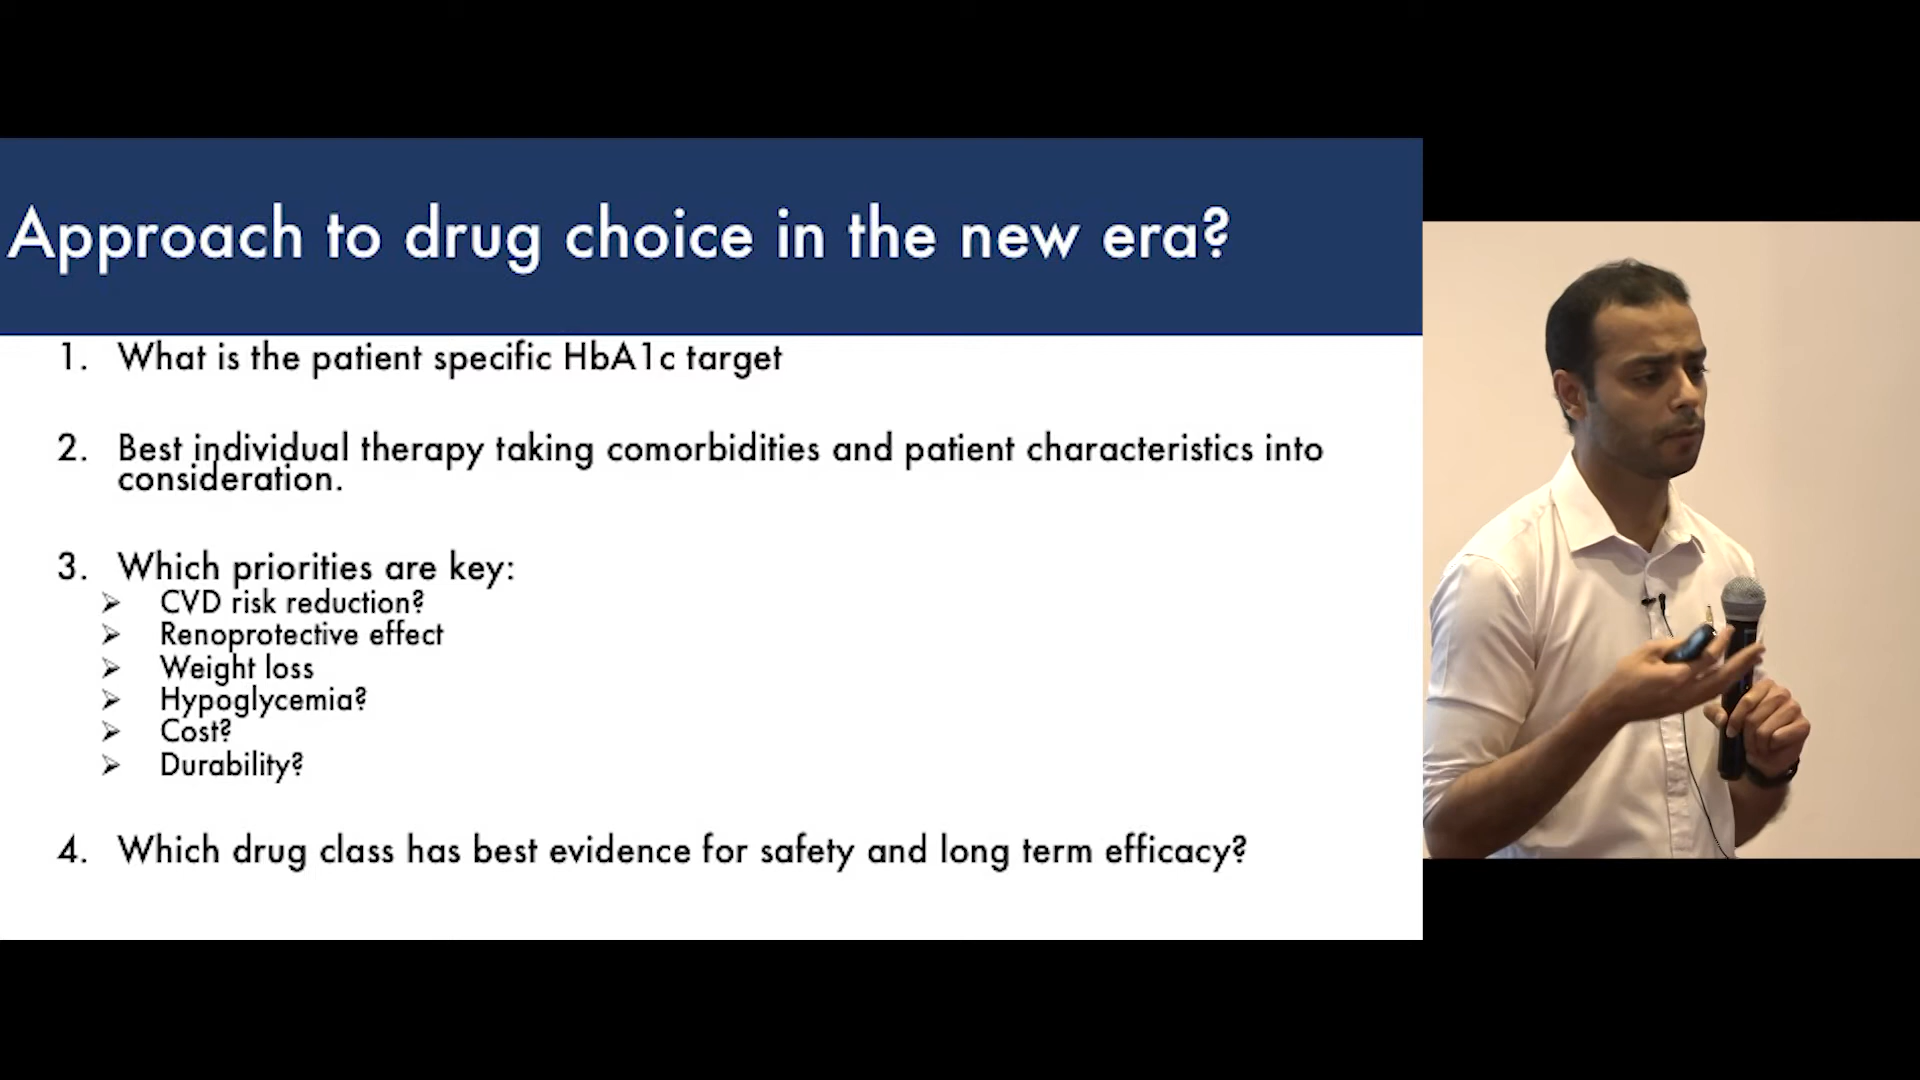 Approach to drug choice in the new era?
1. What is the patient specific HbA1c target
2. Best individual therapy taking comorbidities and patient characteristics into
consideration.
3. Which priorities are key:
➢ CVD risk reduction?
➢ Renoprotective effect
➢ Weight loss
➢ Hypoglycemia?
➢ Cost?
➢ Durability?
4. Which drug class has best evidence for safety and long term efficacy?